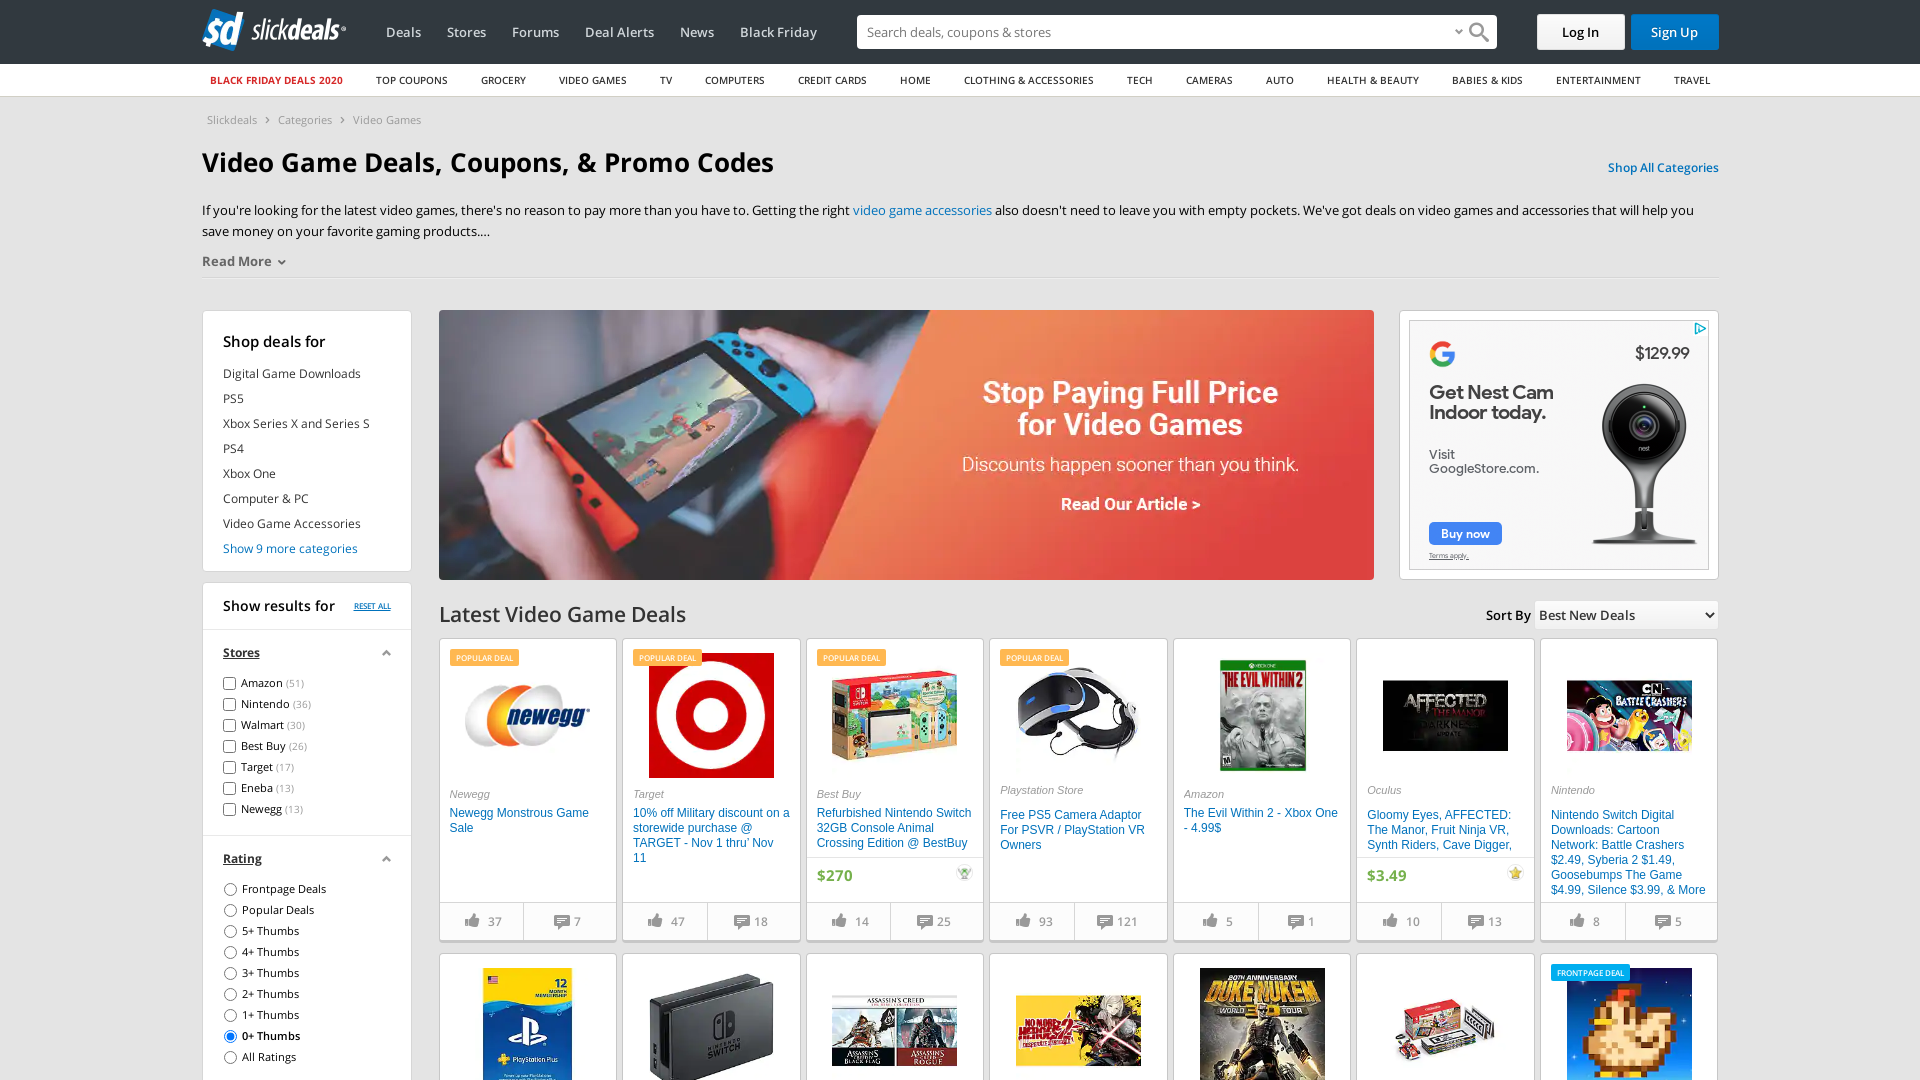 slickdeals
Deals
Stores
Forums
Deal Alerts
News
Black Friday
Search deals, coupons & stores
Log In
Sign Up
BLACK FRIDAY DEALS 2020
TOP COUPONS
GROCERY
VIDEO GAMES
TV
COMPUTERS
CREDIT CARDS
HOME
CLOTHING & ACCESSORIES
TECH
CAMERAS
AUTO
HEALTH & BEAUTY
BABIES & KIDS
ENTERTAINMENT
TRAVEL
Slickdeals
Categories
Video Games
Video Game Deals, Coupons, & Promo Codes
Shop All Categories
If you're looking for the latest video games, there's no reason to pay more than you have to. Getting the right video game accessories also doesn't need to leave you with empty pockets. We've got deals on video games and accessories that will help you
save money on your favorite gaming products....
Read More
Shop deals for
Digital Game Downloads
PS5
Xbox Series X and Series S
PS4
Xbox One
Computer & PC
Video Game Accessories
Show 9 more categories
Show results for
RESET ALL
Stores
Amazon (51)
Nintendo (36)
Walmart (30)
Best Buy (26)
Target (17)
Eneba (13)
Newegg (13)
Rating
Frontpage Deals
Popular Deals
5+ Thumbs
4+ Thumbs
3+ Thumbs
2+ Thumbs
1+ Thumbs
0+ Thumbs
All Ratings
Stop Paying Full Price
for Video Games
Discounts happen sooner than you think.
Read Our Article >
$129.99
Get Nest Cam
Indoor today.
Visit
GoogleStore.com.
nest
Buy now
Terms apply.
Latest Video Game Deals
Sort By
Best New Deals
POPULAR DEAL
newegg
Newegg
Newegg Monstrous Game
Sale
37
7
POPULAR DEAL
Target
10% off Military discount on a
storewide purchase @
TARGET - Nov 1 thru' Nov
11
47
18
POPULAR DEAL
Best Buy
Refurbished Nintendo Switch
32GB Console Animal
Crossing Edition @ BestBuy
$270
14
25
POPULAR DEAL
Playstation Store
Free PS5 Camera Adaptor
For PSVR / PlayStation VR
Owners
93
121
XBOX ONE
THE EVIL WITHIN 2
Amazon
The Evil Within 2 - Xbox One
- 4.99$
5
1
AFFECTED
THE MANOR
DARKNESS
UPDATE
Oculus
Gloomy Eyes, AFFECTED:
The Manor, Fruit Ninja VR,
Synth Riders, Cave Digger,
$3.49
10
13
CN
BATTLE CRASHERS
Nintendo
Nintendo Switch Digital
Downloads: Cartoon
Network: Battle Crashers
$2.49, Syberia 2 $1.49,
Goosebumps The Game
$4.99, Silence $3.99, & More
8
5
12
MONTH
MEMBERSHIP
PlayStation Plus
NINTENDO
SWITCH
ASSASSIN'S CREED
ASSASSIN'S
BLACK FLAG
ASSASSIN'S
ROGUE
NO MORE
HEROES 2
DESPERATE STRUGGLE
20TH ANNIVERSARY
DUKE NUKEM
3D
WORLD TOUR
FRONTPAGE DEAL